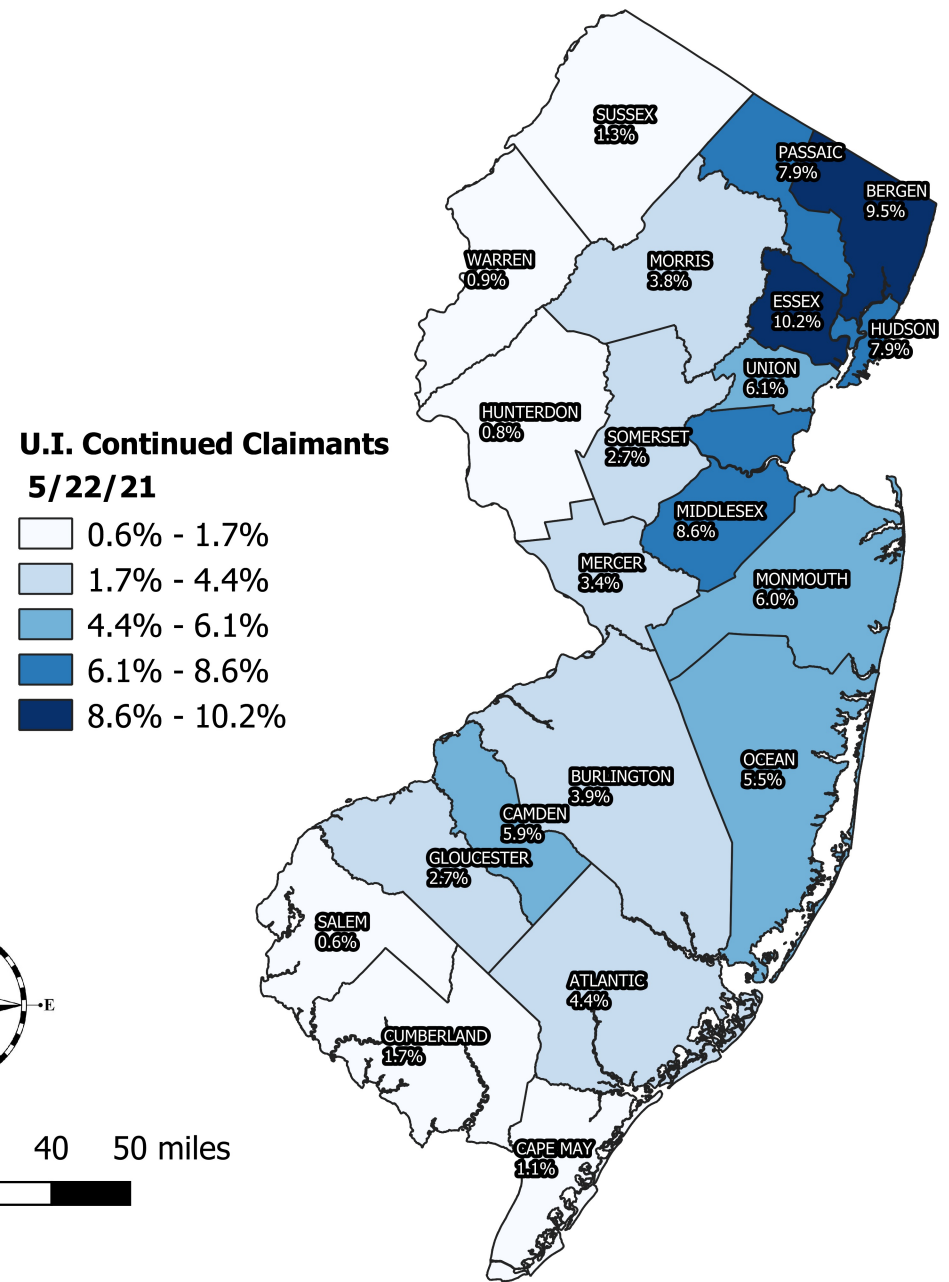 SUSSEX
1.3%
PASSAIC
7.9%
BERGEN
9.5%
WARREN
0.9%
MORRIS
3.8%
ESSEX
10.2%
HUDSON
7.9%
UNION
6.1%
HUNTERDON
0.8%
SOMERSET
2.7%
U.I. Continued Claimants
5/22/21
0.6% - 1.7%
1.7% - 4.4%
4.4% - 6.1%
6.1% - 8.6%
8.6% - 10.2%
MIDDLESEX
8.6%
MERCER
3.4%
MONMOUTH
6.0%
OCEAN
5.5%
BURLINGTON
3.9%
CAMDEN
5.9%
GLOUCESTER
2.7%
SALEM
0.6%
ATLANTIC
4.4%
E
CUMBERLAND
1.7%
CAPE MAY
1.1%
40 50 miles